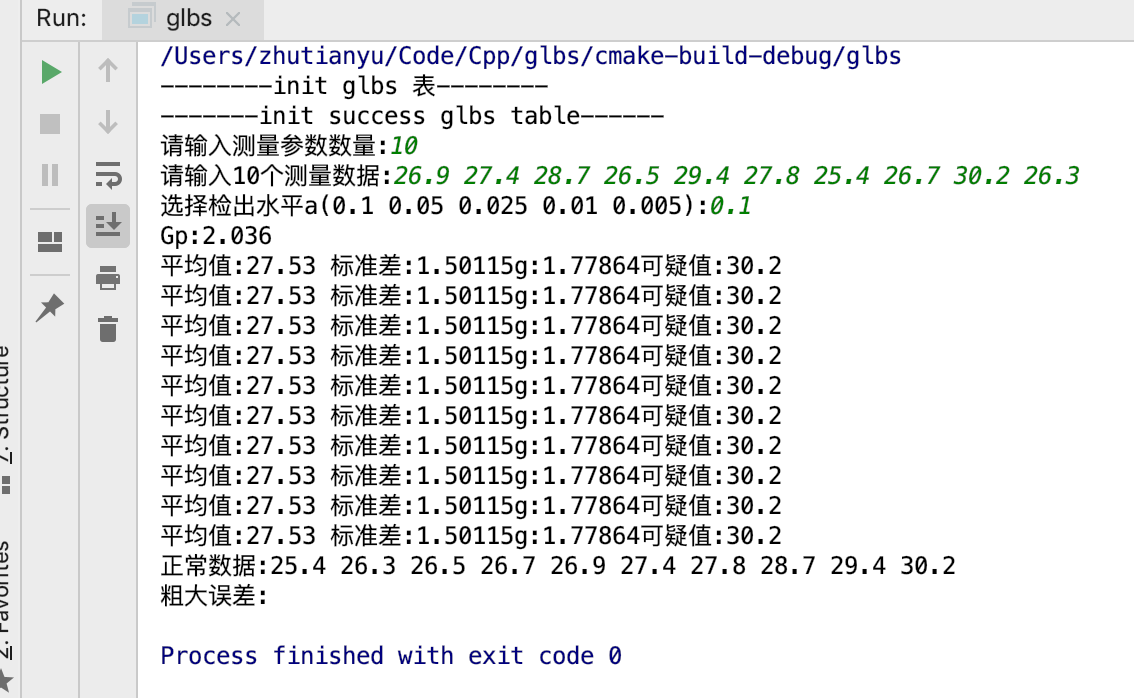 Run: glbs
/Users/zhutianyu/Code/Cpp/glbs/cmake-build-debug/glbs
--------init glbs 表--------
-------init success glbs table------
请输入测量参数数量:10
请输入10个测量数据:26.9 27.4 28.7 26.5 29.4 27.8 25.4 26.7 30.2 26.3
选择检出水平a(0.1 0.05 0.025 0.01 0.005):0.1
Gp:2.036
平均值:27.53 标准差:1.50115g:1.77864可疑值:30.2
平均值:27.53 标准差:1.50115g:1.77864可疑值:30.2
平均值:27.53 标准差:1.50115g:1.77864可疑值:30.2
平均值:27.53 标准差:1.50115g:1.77864可疑值:30.2
平均值:27.53 标准差:1.50115g:1.77864可疑值:30.2
平均值:27.53 标准差:1.50115g:1.77864可疑值:30.2
平均值:27.53 标准差:1.50115g:1.77864可疑值:30.2
平均值:27.53 标准差:1.50115g:1.77864可疑值:30.2
平均值:27.53 标准差:1.50115g:1.77864可疑值:30.2
平均值:27.53 标准差:1.50115g:1.77864可疑值:30.2
正常数据:25.4 26.3 26.5 26.7 26.9 27.4 27.8 28.7 29.4 30.2
粗大误差:
Process finished with exit code 0
Z: Structure
2: Favorites